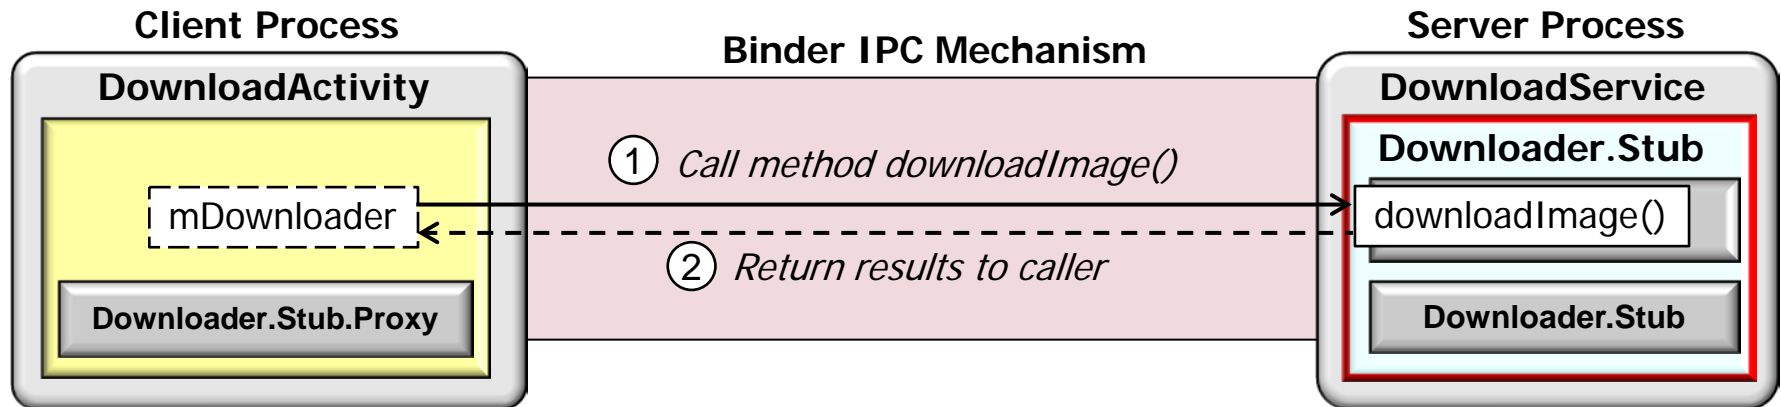 Client Process
Binder IPC Mechanism
Server Process
DownloadActivity
DownloadService
Downloader.Stub
1 Call method downloadImage()
mDownloader
downloadImage()
2 Return results to caller
Downloader.Stub.Proxy
Downloader.Stub